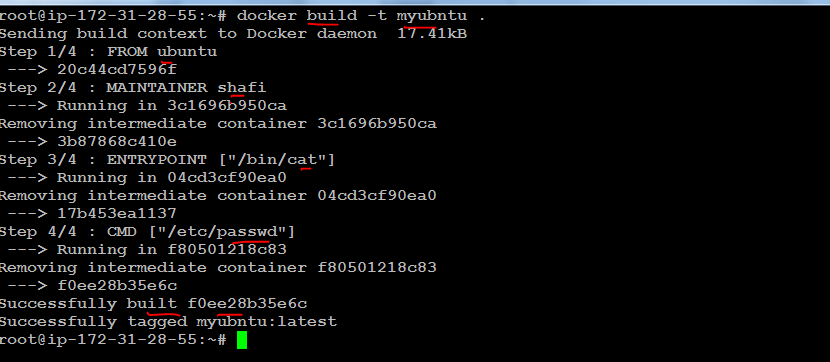 root@ip-172-31-28-55:~# docker build -t myubntu .
Sending build context to Docker daemon  17.41kB
Step 1/4 : FROM ubuntu
 ---> 20c44cd7596f
Step 2/4 : MAINTAINER shafi
 ---> Running in 3c1696b950ca
Removing intermediate container 3c1696b950ca
 ---> 3b87868c410e
Step 3/4 : ENTRYPOINT ["/bin/cat"]
 ---> Running in 04cd3cf90ea0
Removing intermediate container 04cd3cf90ea0
 ---> 17b453ea1137
Step 4/4 : CMD ["/etc/passwd"]
 ---> Running in f80501218c83
Removing intermediate container f80501218c83
 ---> f0ee28b35e6c
Successfully built f0ee28b35e6c
Successfully tagged myubntu:latest
root@ip-172-31-28-55:~#